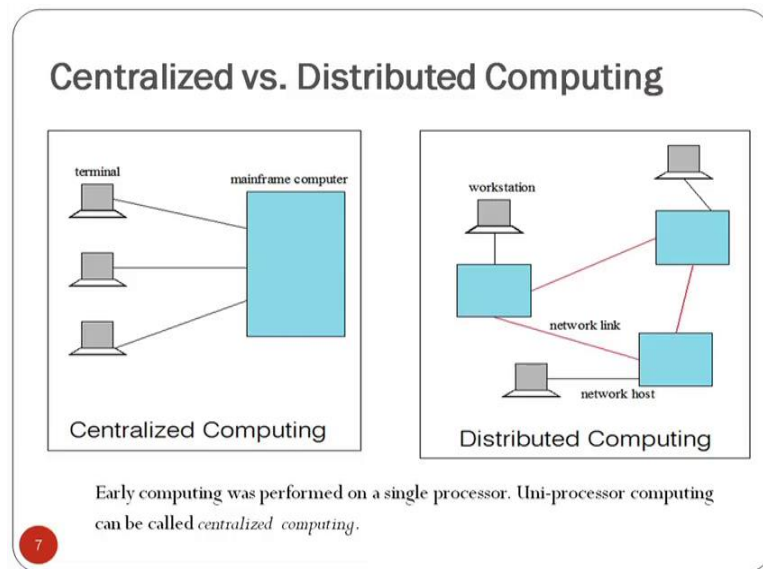 Centralized vs. Distributed Computing
terminal
mainframe computer
Centralized Computing
workstation
network link
network host
Distributed Computing
Early computing was performed on a single processor. Uni-processor computing
can be called centralized computing.
7